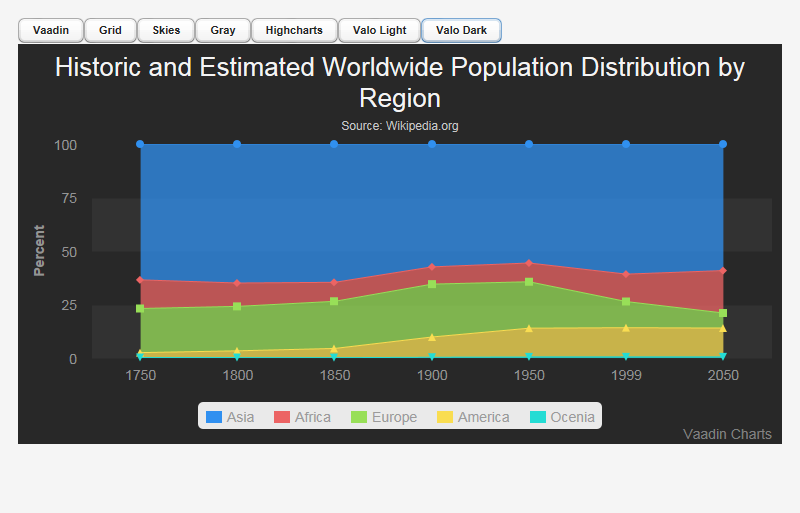 Vaadin Grid Skies Gray Highcharts Valo Light Valo Dark
Historic and Estimated Worldwide Population Distribution by
Region
Source: Wikipedia.org
Percent
100
75
50
25
0
1750 1800 1850 1900 1950 1999 2050
Asia Africa Europe America Ocenia
Vaadin Charts